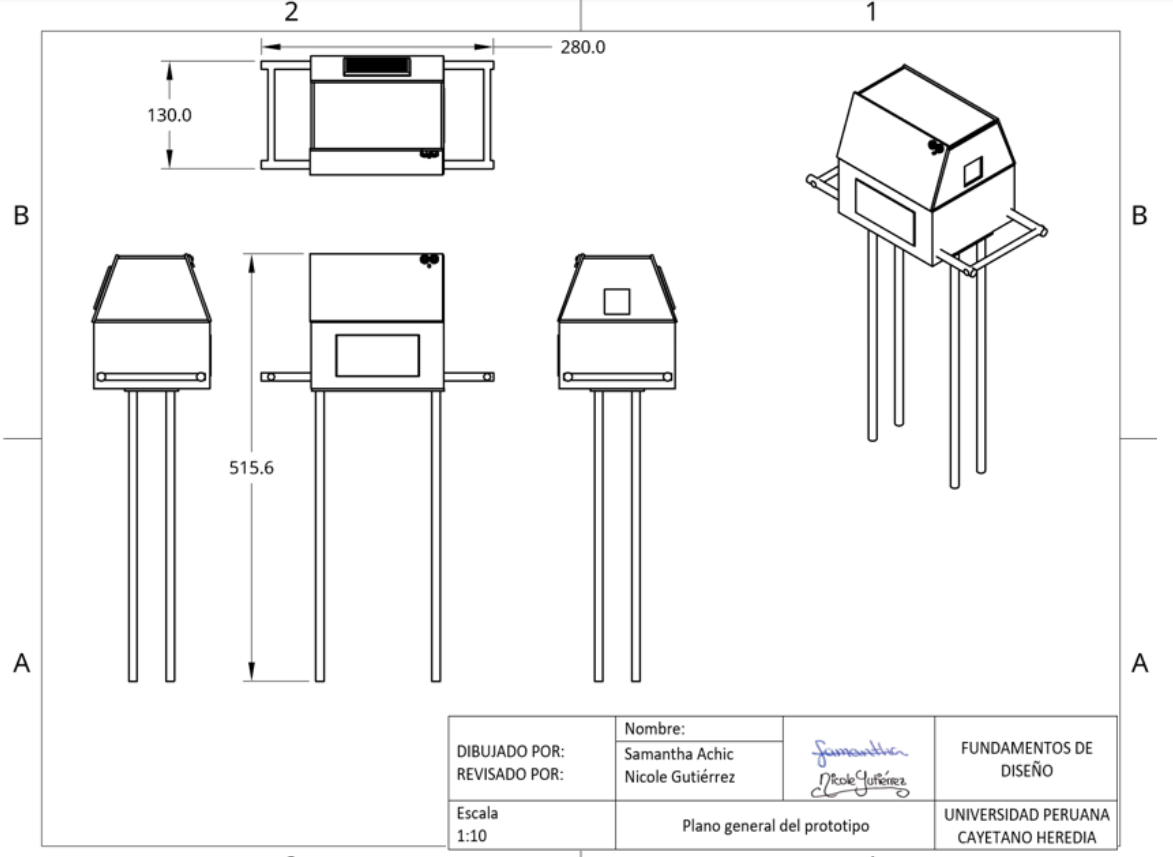 2
1
280.0
130.0
B
B
515.6
A
A
DIBUJADO POR:
REVISADO POR:
Nombre:
Samantha Achic
Nicole Gutiérrez
Samantha
Nicole Gutiérrez
FUNDAMENTOS DE
DISEÑO
Escala
1:10
Plano general del prototipo
UNIVERSIDAD PERUANA
CAYETANO HEREDIA